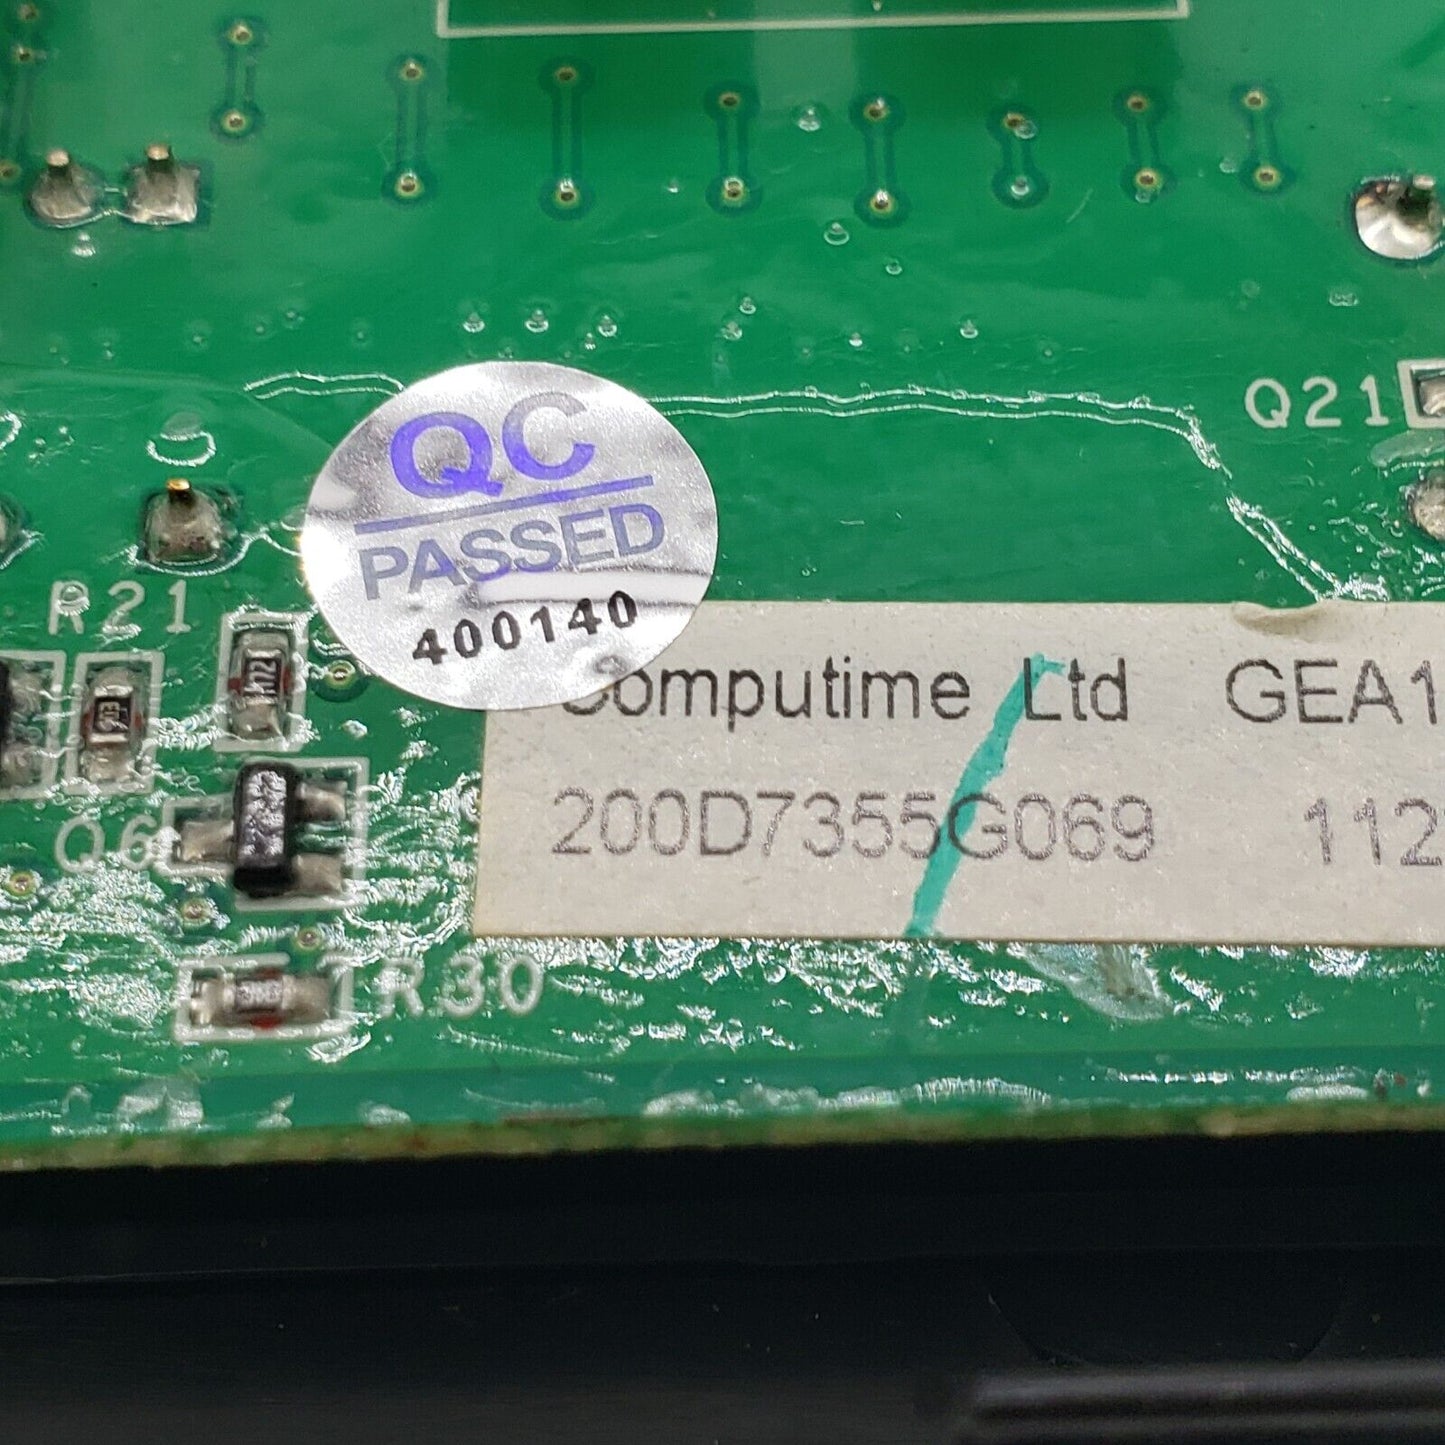 Q21
QC
PASSED
400140
R21
Computime Ltd GEA1
200D7355G069 112
Q6
R30